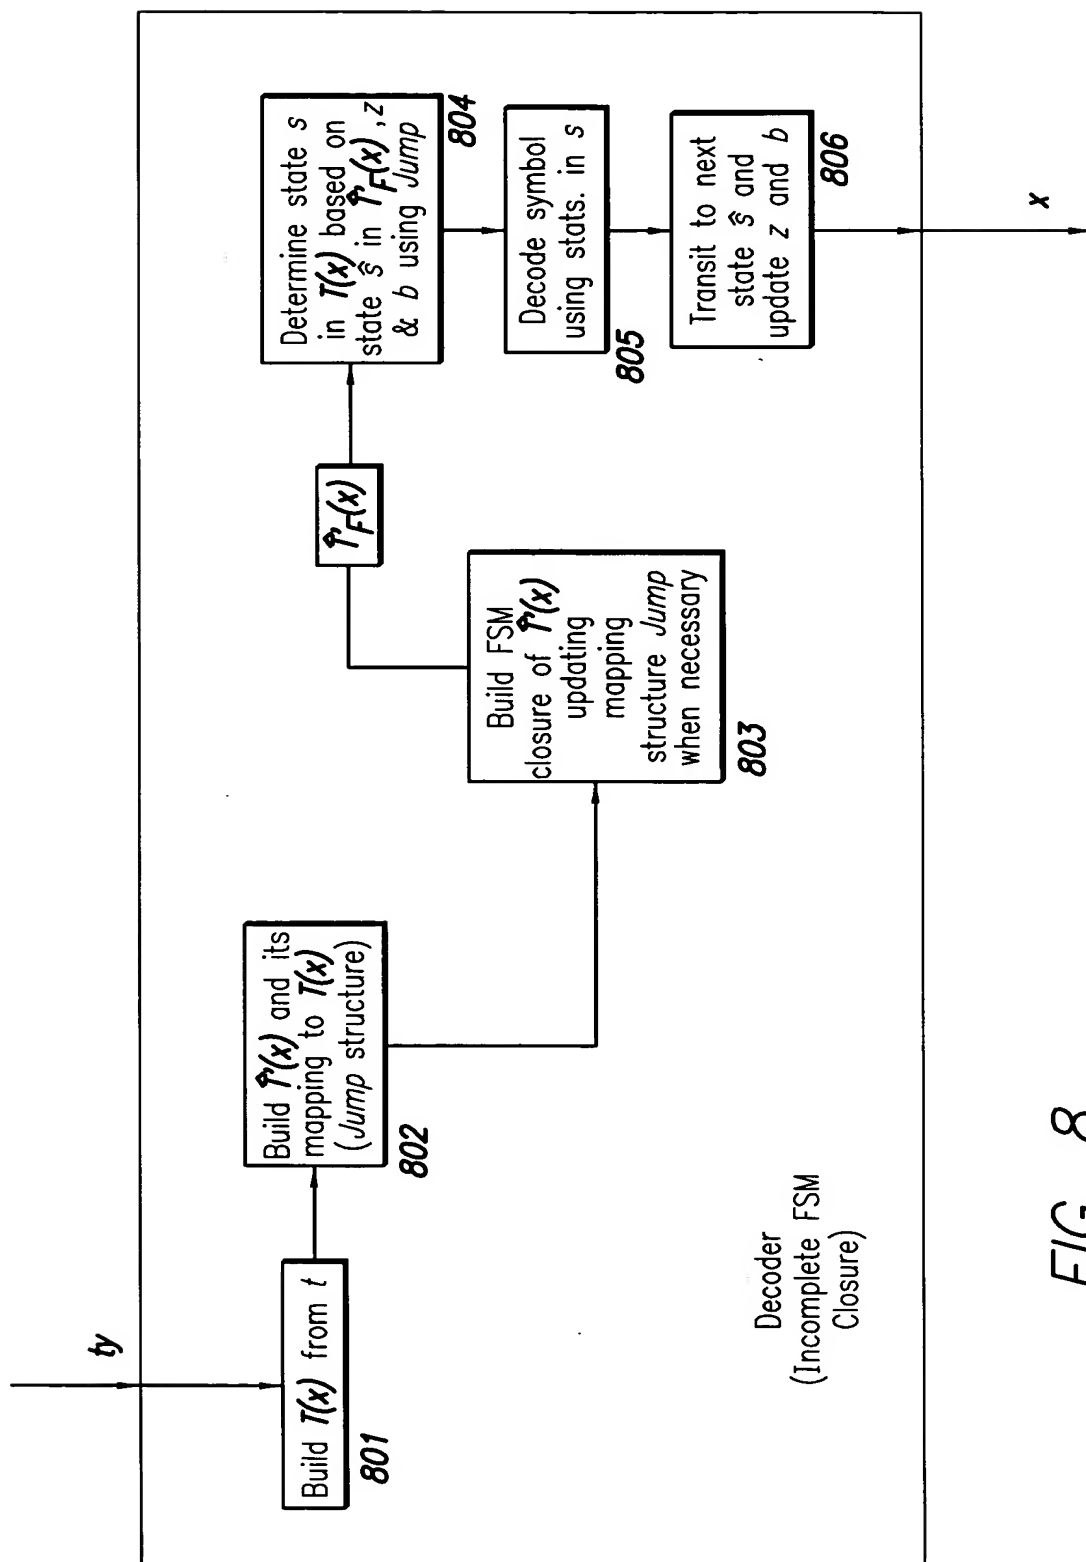 ty
Build T(x) from t
801
Build T̂'(x) and its
mapping to T(x)
(Jump structure)
802
Build FSM
closure of T̂'(x)
updating
mapping
structure Jump
when necessary
803
T̂'F(x)
Determine state s
in T(x) based on
state ŝ in T̂'F(x), z
& b using Jump
804
Decode symbol
using stats. in s
805
Transit to next
state ŝ and
update z and b
806
x
Decoder
(Incomplete FSM
Closure)
FIG. 8